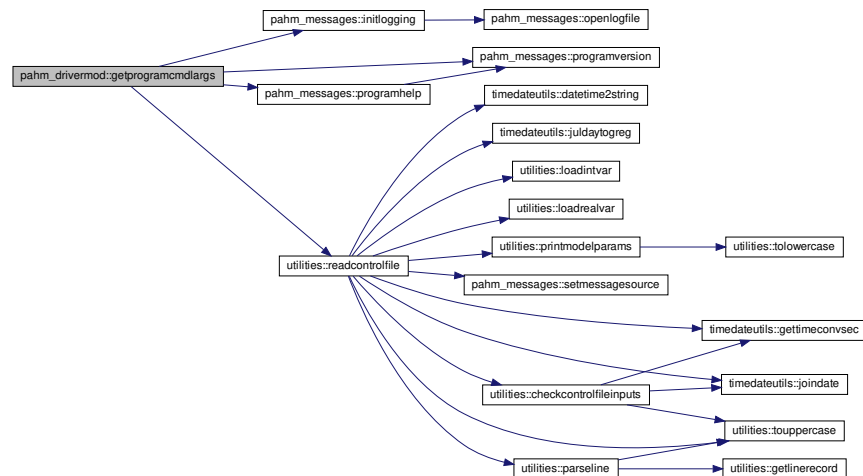 pahm_messages::initlogging
pahm_messages::openlogfile
pahm_messages::programversion
pahm_drivermod::getprogramcmdlargs
pahm_messages::programhelp
timedateutils::datetime2string
timedateutils::juldaytogreg
utilities::loadintvar
utilities::loadrealvar
utilities::printmodelparams
utilities::tolowercase
utilities::readcontrolfile
pahm_messages::setmessagesource
timedateutils::gettimeconvsec
timedateutils::joindate
utilities::checkcontrolfileinputs
utilities::touppercase
utilities::parseline
utilities::getlinerecord